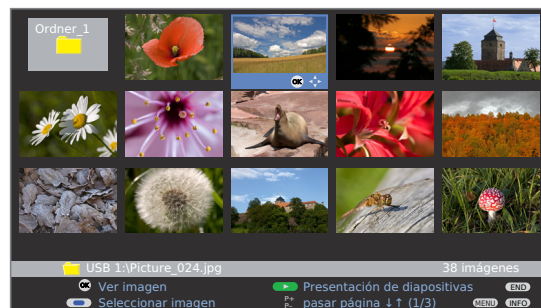 Ordner_1
OK
USB 1:\Picture_024.jpg 38 imágenes
OK Ver imagen Presentación de diapositivas END
Seleccionar imagen P+ P- pasar página ↓↑ (1/3) MENU INFO